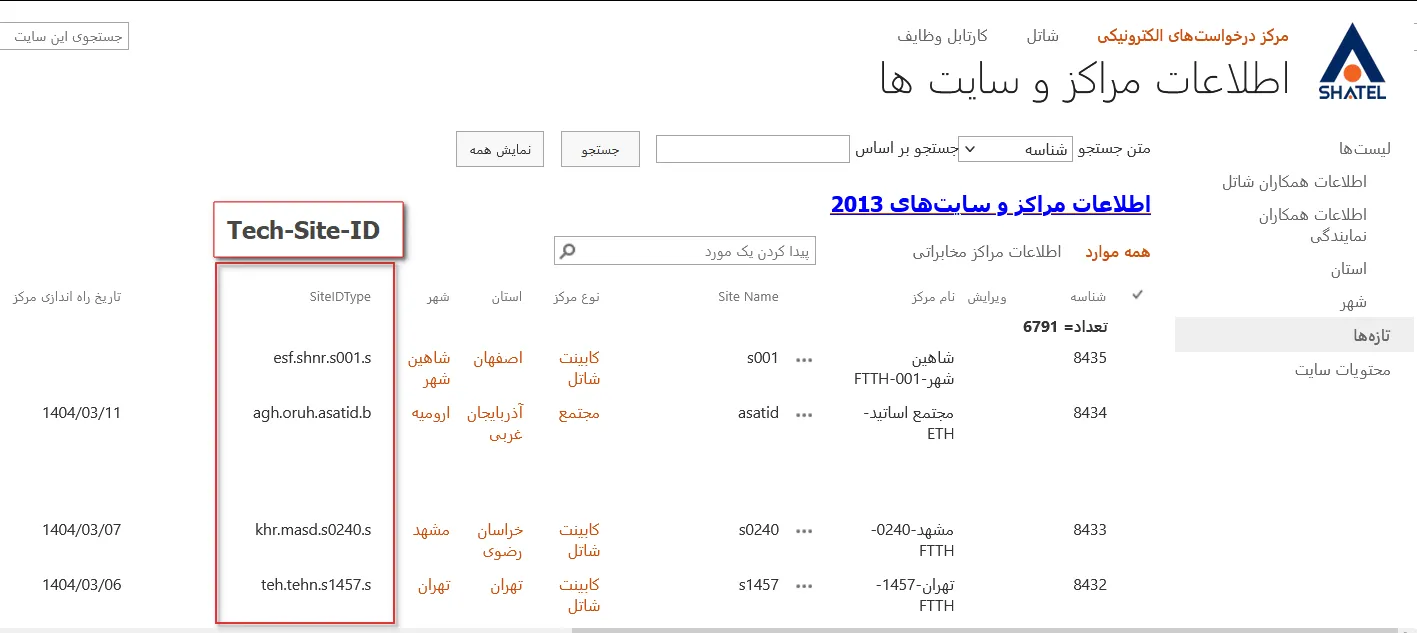 مرکز درخواست‌های الکترونیکی شاتل کارتابل وظایف
جستجوی این سایت
SHATEL
اطلاعات مراکز و سایت ها
متن جستجو شناسه جستجو بر اساس جستجو نمایش همه
لیست‌ها
اطلاعات همکاران شاتل
اطلاعات همکاران
نمایندگی
استان
شهر
تازه‌ها
محتویات سایت
اطلاعات مراکز و سایت‌های 2013
Tech-Site-ID
همه موارد اطلاعات مراکز مخابراتی پیدا کردن یک مورد
شناسه ویرایش نام مرکز Site Name نوع مرکز استان شهر SiteIDType تاریخ راه اندازی مرکز
تعداد= 6791
8435 شاهین s001 کابینت اصفهان شاهین esf.shnr.s001.s
شهر-001-FTTH شاتل شهر
8434 مجتمع اساتید- asatid مجتمع آذربایجان ارومیه agh.oruh.asatid.b 1404/03/11
ETH غربی
8433 مشهد-0240- s0240 کابینت خراسان مشهد khr.masd.s0240.s 1404/03/07
FTTH شاتل رضوی
8432 تهران-1457- s1457 کابینت تهران تهران teh.tehn.s1457.s 1404/03/06
FTTH شاتل